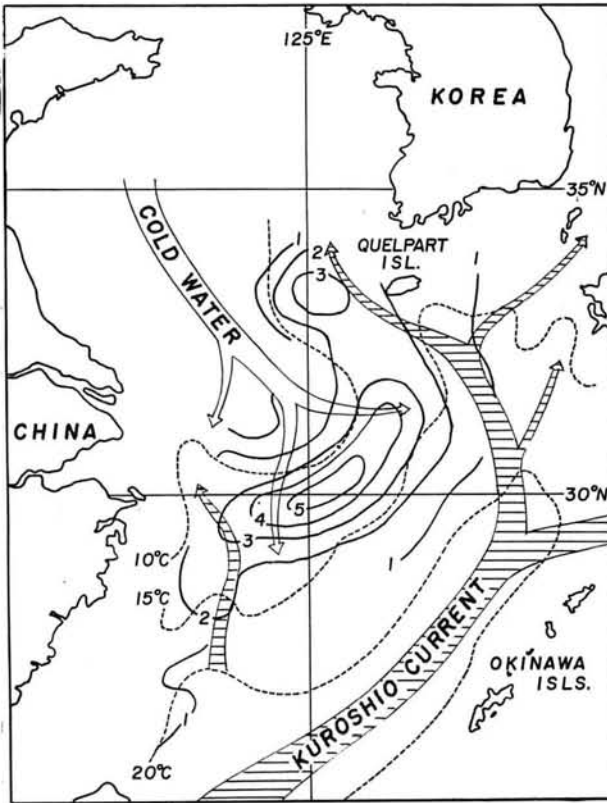 125°E
KOREA
35°N
COLD WATER
1
2
3
QUELPART
ISL.
1
CHINA
30°N
5
4
3
10°C
1
15°C
2
KUROSHIO CURRENT
OKINAWA
ISLS.
1
20°C